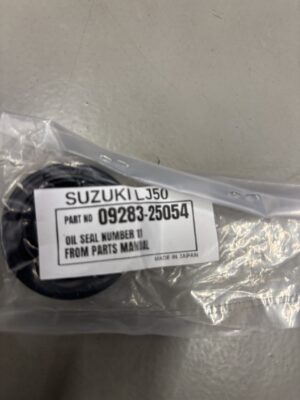 SUZUKI LJ50
PART NO 09283-25054
OIL SEAL NUMBER 11
FROM PARTS MANUAL
MADE IN JAPAN